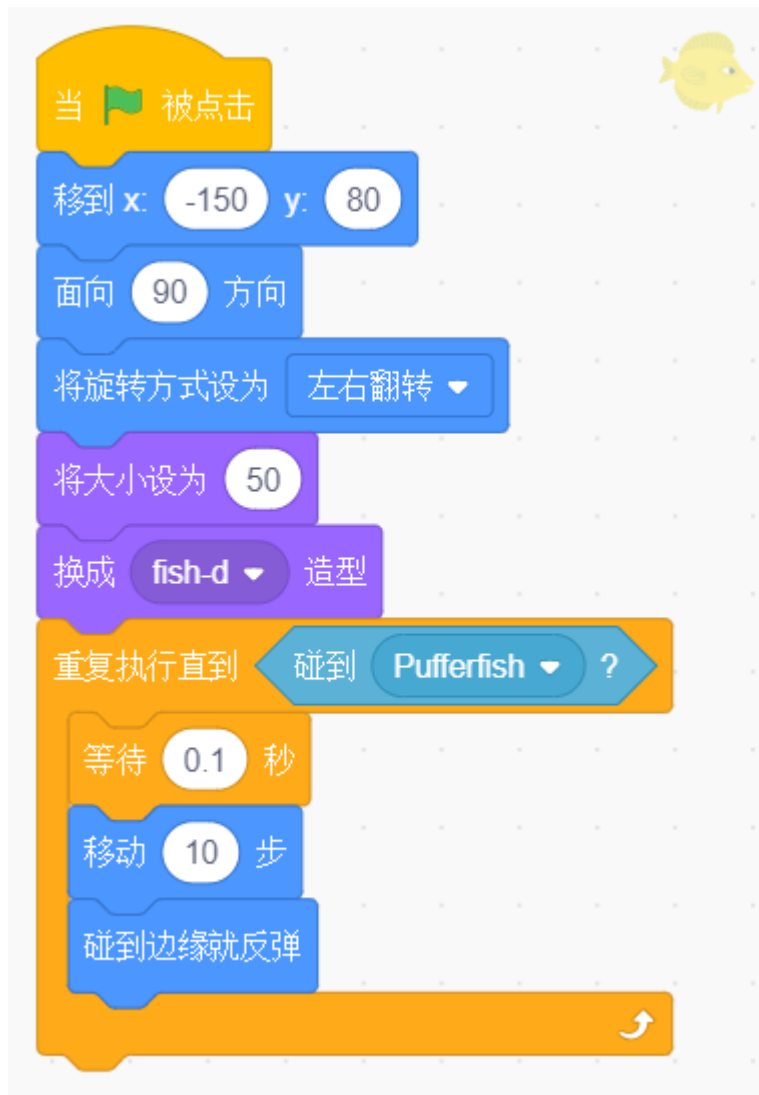 当 被点击
移到 x: -150 y: 80
面向 90 方向
将旋转方式设为 左右翻转
将大小设为 50
换成 fish-d 造型
重复执行直到 碰到 Pufferfish ?
等待 0.1 秒
移动 10 步
碰到边缘就反弹